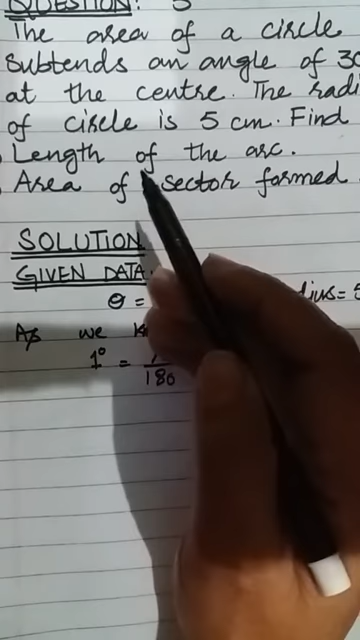 QUESTION: 5
The area of a circle
Subtends an angle of 30
at the centre. The radi
of circle is 5 cm. Find
Length of the arc.
Area of sector formed
SOLUTION
GIVEN DATA:
θ = dius=
As we
1° = 180